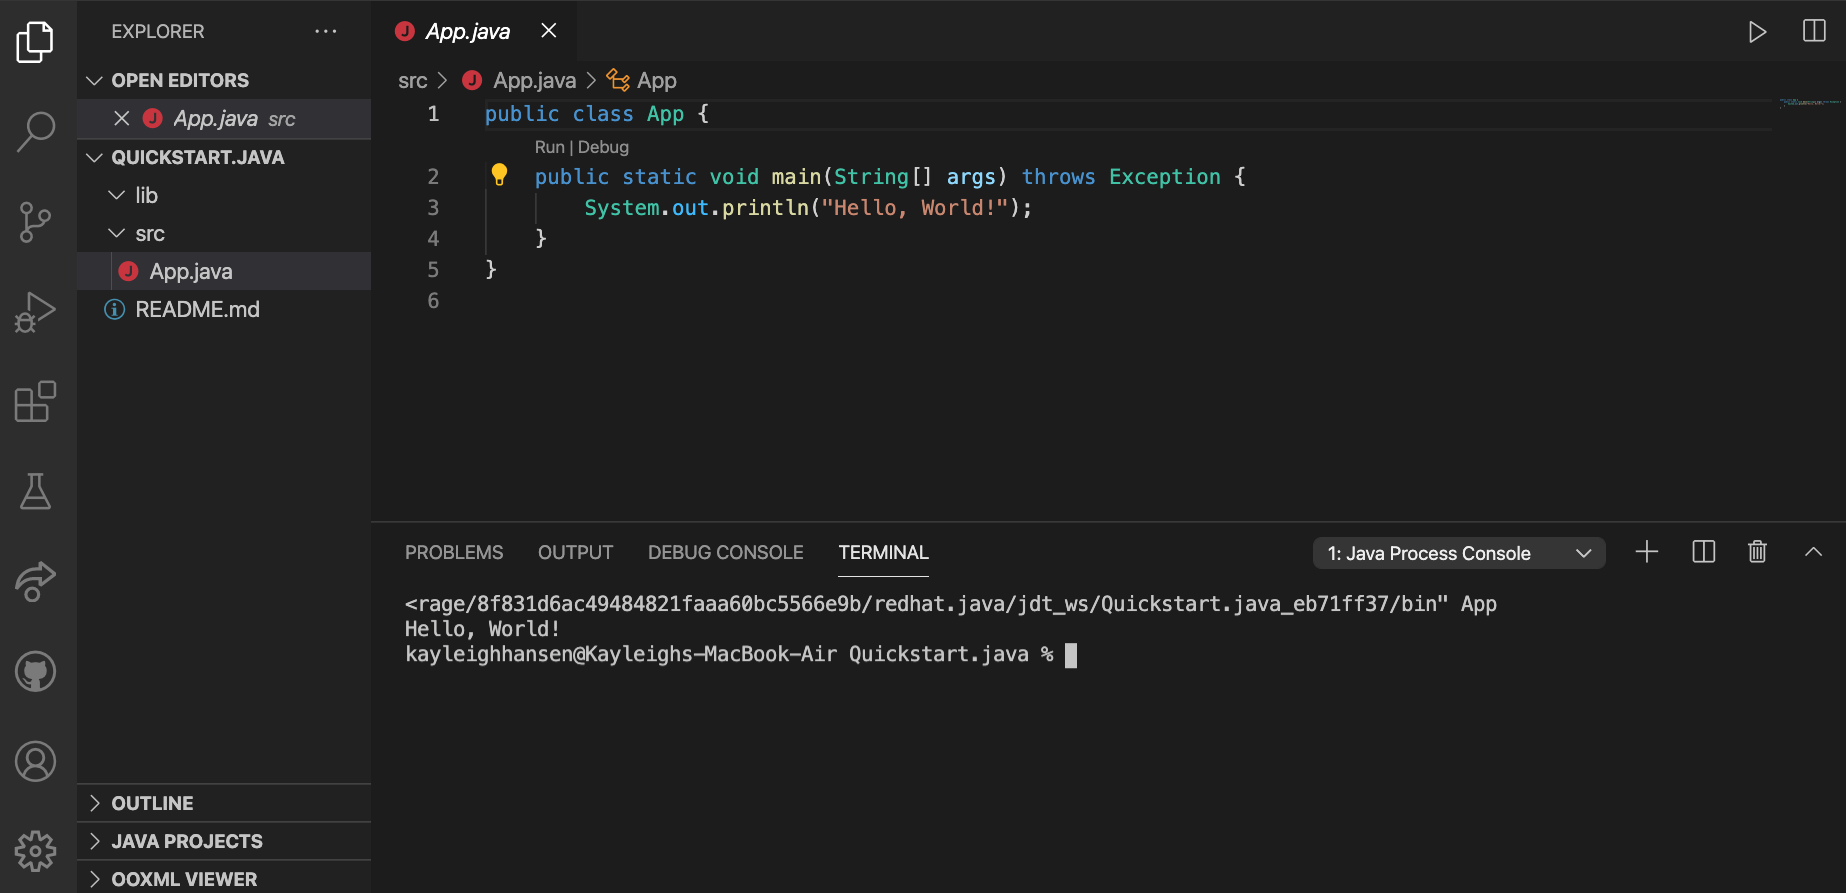 EXPLORER
OPEN EDITORS
App.java src
QUICKSTART.JAVA
lib
src
App.java
README.md
OUTLINE
JAVA PROJECTS
OOXML VIEWER
App.java
src > App.java > App
1 public class App {
Run | Debug
2 public static void main(String[] args) throws Exception {
3 System.out.println("Hello, World!");
4 }
5 }
6
PROBLEMS OUTPUT DEBUG CONSOLE TERMINAL 1: Java Process Console
<rage/8f831d6ac49484821faaa60bc5566e9b/redhat.java/jdt_ws/Quickstart.java_eb71ff37/bin" App
Hello, World!
kayleighhansen@Kayleighs-MacBook-Air Quickstart.java %